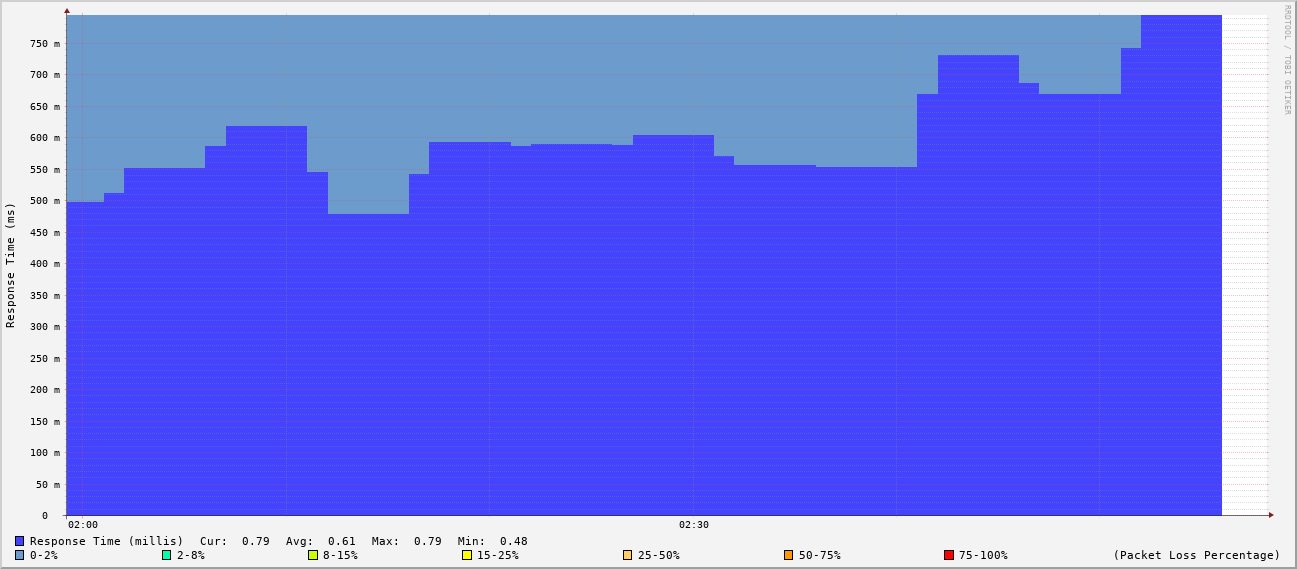 RRDTOOL / TOBI OETIKER
750 m
700 m
650 m
600 m
550 m
500 m
450 m
400 m
350 m
300 m
250 m
200 m
150 m
100 m
50 m
0
Response Time (ms)
02:00 02:30
Response Time (millis) Cur: 0.79 Avg: 0.61 Max: 0.79 Min: 0.48
0-2% 2-8% 8-15% 15-25% 25-50% 50-75% 75-100% (Packet Loss Percentage)